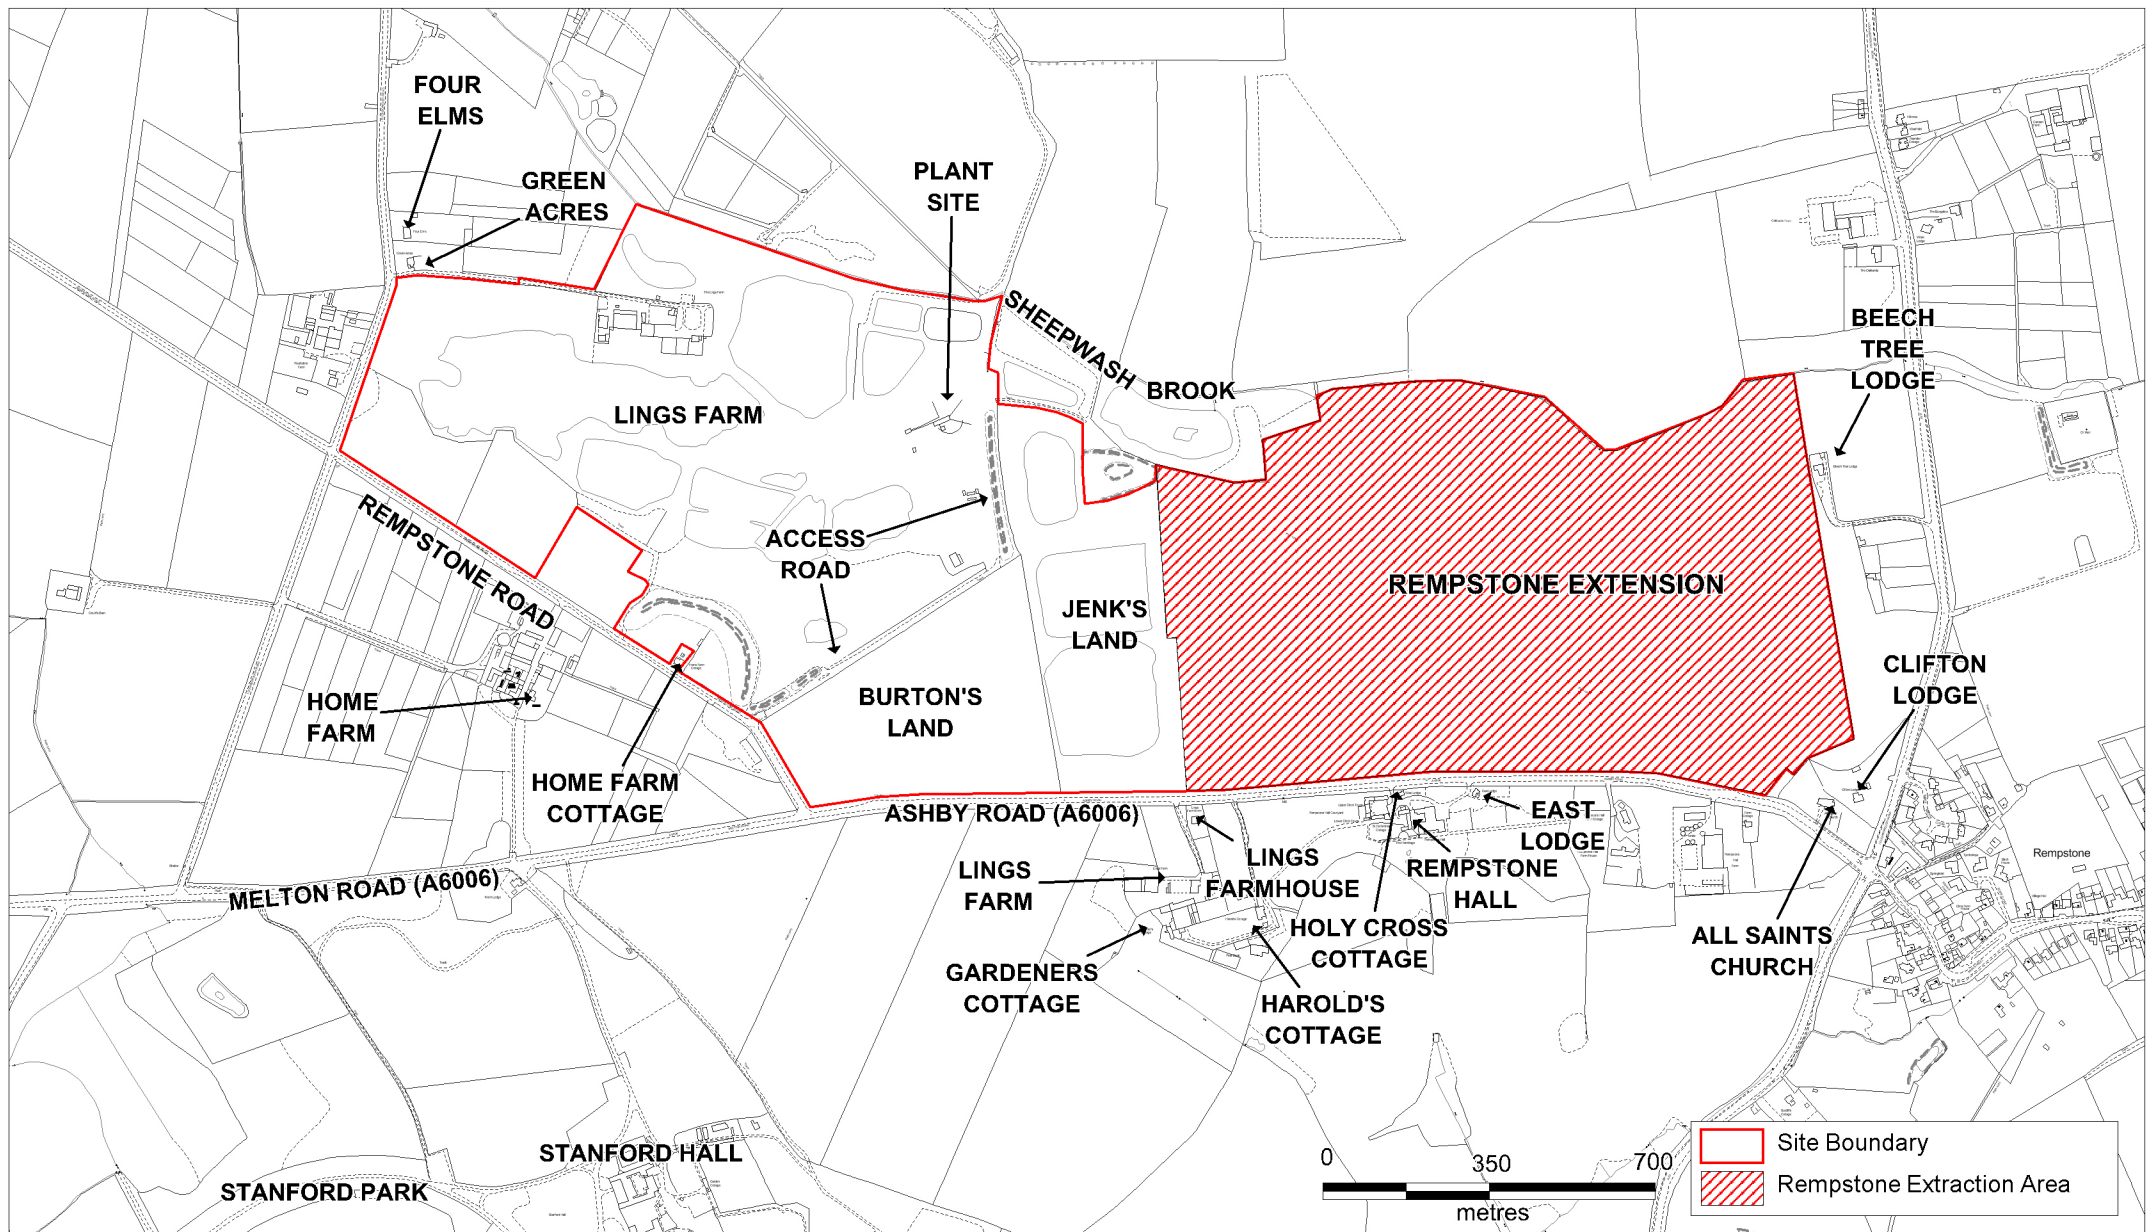 FOUR
ELMS
GREEN
ACRES
PLANT
SITE
SHEEPWASH
BROOK
BEECH
TREE
LODGE
LINGS FARM
REMPSTONE ROAD
ACCESS
ROAD
REMPSTONE EXTENSION
JENK'S
LAND
CLIFTON
LODGE
HOME
FARM
BURTON'S
LAND
HOME FARM
COTTAGE
ASHBY ROAD (A6006)
EAST
LODGE
LINGS
FARMHOUSE
REMPSTONE
HALL
Rempstone
LINGS
FARM
MELTON ROAD (A6006)
HOLY CROSS
COTTAGE
ALL SAINTS
CHURCH
GARDENERS
COTTAGE
HAROLD'S
COTTAGE
STANFORD HALL
STANFORD PARK
0 350 700
metres
Site Boundary
Rempstone Extraction Area